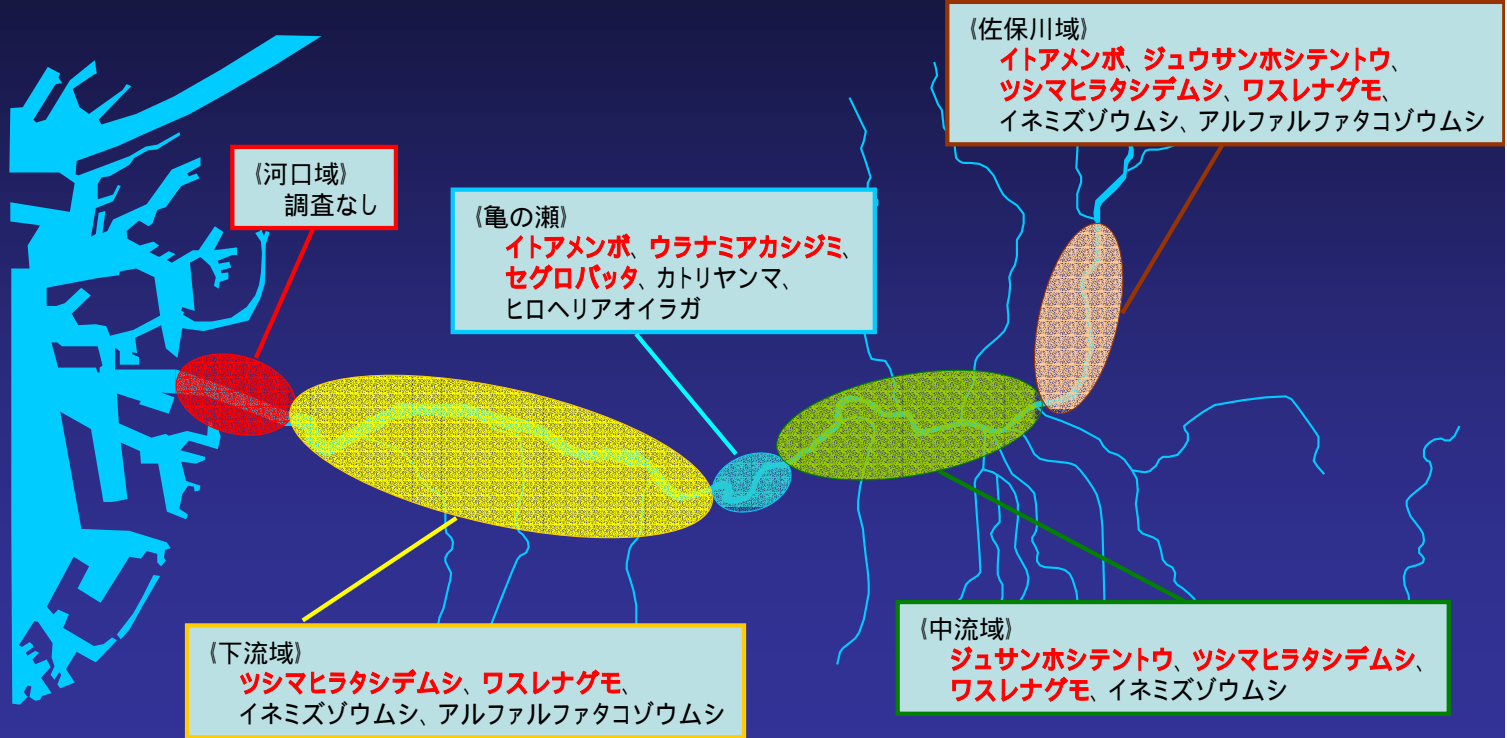 《佐保川域》
イトアメンボ、ジュウサンホシテントウ、
ツシマヒラタシデムシ、ワスレナグモ、
イネミズゾウムシ、アルファルファタコゾウムシ
《河口域》
調査なし
《亀の瀬》
イトアメンボ、ウラナミアカシジミ、
セグロバッタ、カトリヤンマ、
ヒロヘリアオイラガ
《下流域》
ツシマヒラタシデムシ、ワスレナグモ、
イネミズゾウムシ、アルファルファタコゾウムシ
《中流域》
ジュサンホシテントウ、ツシマヒラタシデムシ、
ワスレナグモ、イネミズゾウムシ